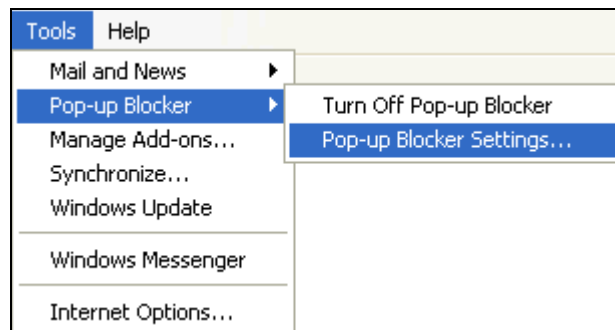 Tools Help
Mail and News
Pop-up Blocker
Turn Off Pop-up Blocker
Manage Add-ons...
Pop-up Blocker Settings...
Synchronize...
Windows Update
Windows Messenger
Internet Options...